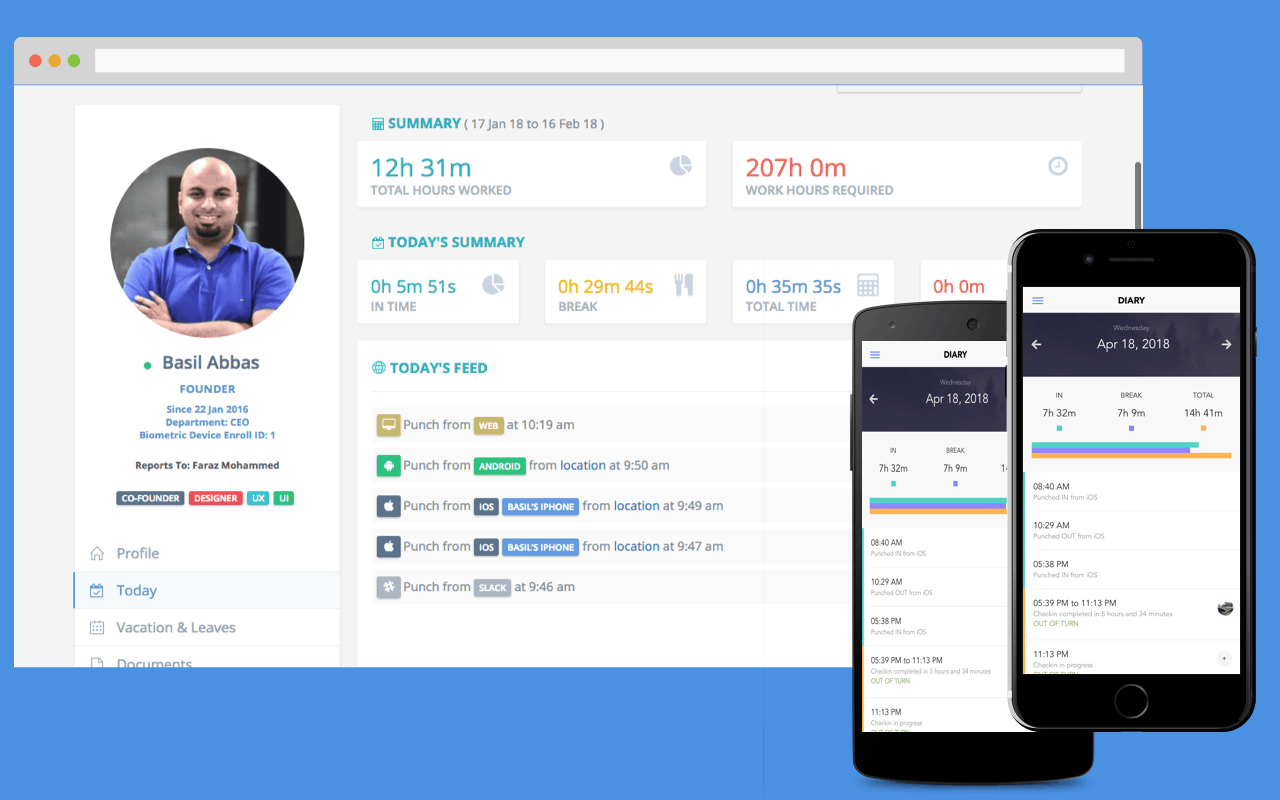 SUMMARY ( 17 Jan 18 to 16 Feb 18 )
12h 31m
TOTAL HOURS WORKED
207h 0m
WORK HOURS REQUIRED
TODAY'S SUMMARY
0h 5m 51s
IN TIME
0h 29m 44s
BREAK
0h 35m 35s
TOTAL TIME
0h 0m
TODAY'S FEED
Punch from WEB at 10:19 am
Punch from ANDROID from location at 9:50 am
Punch from IOS BASIL'S IPHONE from location at 9:49 am
Punch from IOS BASIL'S IPHONE from location at 9:47 am
Punch from SLACK at 9:46 am
Basil Abbas
FOUNDER
Since 22 Jan 2016
Department: CEO
Biometric Device Enroll ID: 1
Reports To: Faraz Mohammed
CO-FOUNDER DESIGNER UX UI
Profile
Today
Vacation & Leaves
Documents
DIARY
Wednesday
Apr 18, 2018
IN BREAK
7h 32m 7h 9m 1
08:40 AM
Punched IN from iOS
10:29 AM
Punched OUT from iOS
05:38 PM
Punched IN from iOS
05:39 PM to 11:13 PM
Checkin completed in 5 hours and 34 minutes
OUT OF TURN
11:13 PM
Checkin in progress
OUT OF TURN
DIARY
Wednesday
Apr 18, 2018
IN BREAK TOTAL
7h 32m 7h 9m 14h 41m
08:40 AM
Punched IN from iOS
10:29 AM
Punched OUT from iOS
05:38 PM
Punched IN from iOS
05:39 PM to 11:13 PM
Checkin completed in 5 hours and 34 minutes
OUT OF TURN
11:13 PM
Checkin in progress